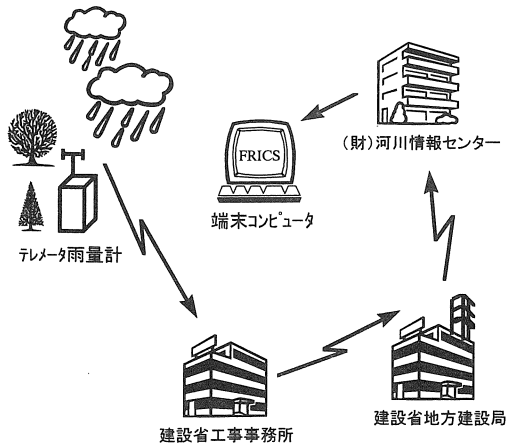 (財)河川情報センター
FRICS
端末コンピュータ
テレメータ雨量計
建設省地方建設局
建設省工事事務所